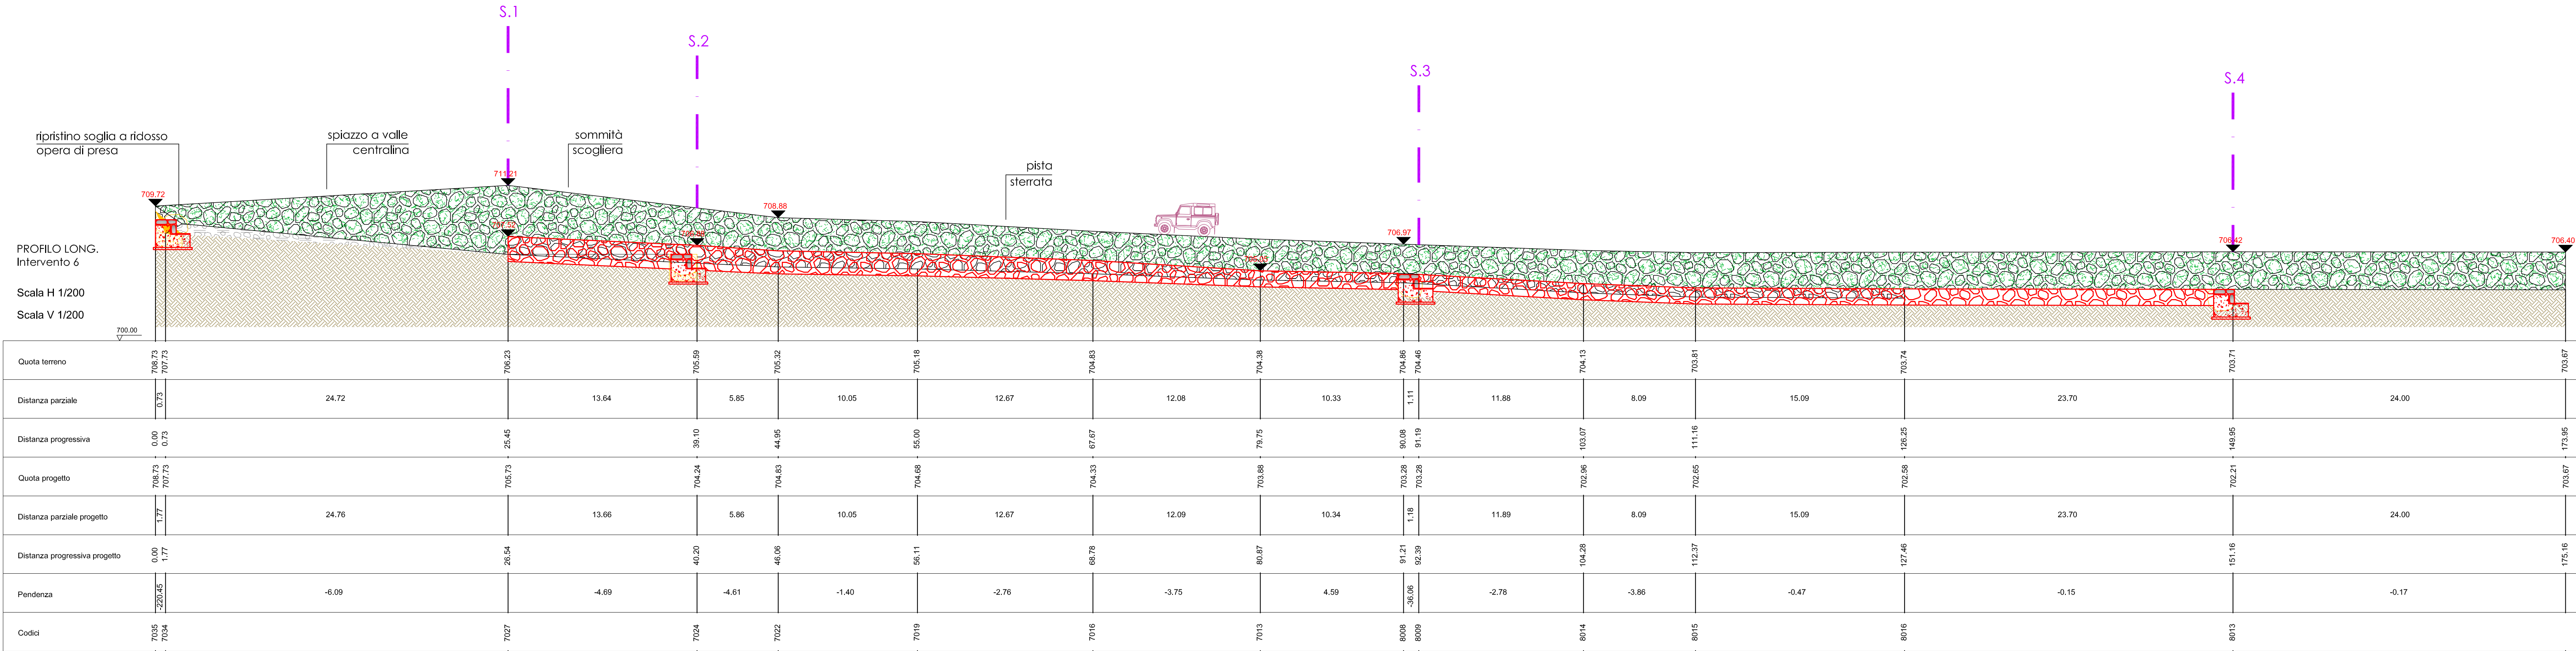 S.1
S.2
S.3
S.4
ripristino soglia a ridosso
opera di presa
spiazzo a valle
centralina
sommità
scogliera
pista
sterrata
709.72
711.21
708.88
706.97
706.42
706.40
PROFILO LONG.
Intervento 6
Scala H 1/200
Scala V 1/200
700.00
Quota terreno 708.73 707.73 706.23 705.59 705.32 705.18 704.83 704.38 704.86 704.46 704.13 703.81 703.74 703.71 703.67
Distanza parziale 0.73 24.72 13.64 5.85 10.05 12.67 12.08 10.33 1.11 11.88 8.09 15.09 23.70 24.00
Distanza progressiva 0.00 0.73 25.45 39.10 44.95 55.00 67.67 79.75 90.08 91.19 103.07 111.16 126.25 149.95 173.95
Quota progetto 708.73 707.73 705.73 704.24 704.83 704.68 704.33 703.88 703.28 703.28 702.96 702.65 702.58 702.21 703.67
Distanza parziale progetto 1.77 24.76 13.66 5.86 10.05 12.67 12.09 10.34 1.18 11.89 8.09 15.09 23.70 24.00
Distanza progressiva progetto 0.00 1.77 26.54 40.20 46.06 56.11 68.78 80.87 91.21 92.39 104.28 112.37 127.46 151.16 175.16
Pendenza -220.45 -6.09 -4.69 -4.61 -1.40 -2.76 -3.75 4.59 -36.06 -2.78 -3.86 -0.47 -0.15 -0.17
Codici 7035 7034 7027 7024 7022 7019 7016 7013 8008 8009 8014 8015 8016 8013